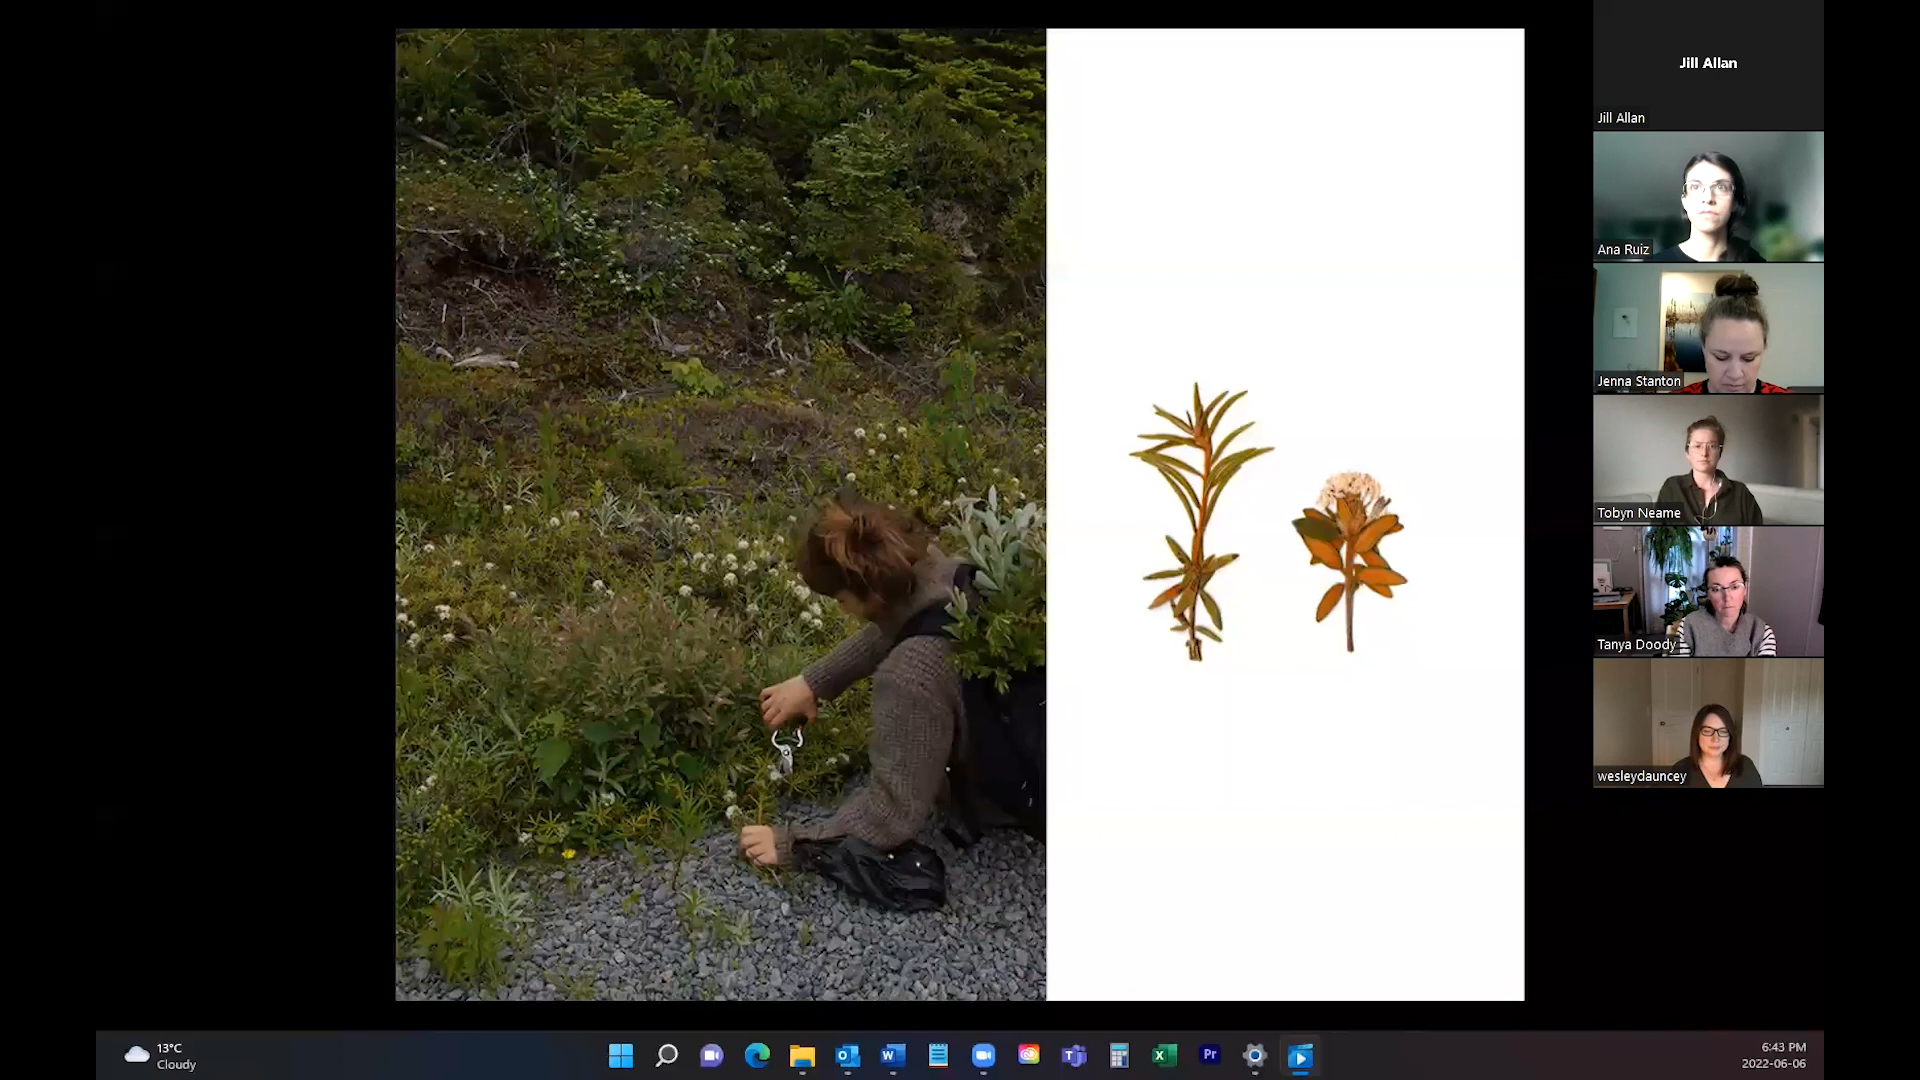 Jill Allan
Jill Allan
Ana Ruiz
Jenna Stanton
Tobyn Neame
Tanya Doody
wesleydauncey
13°C
Cloudy
Pr
6:43 PM
2022-06-06